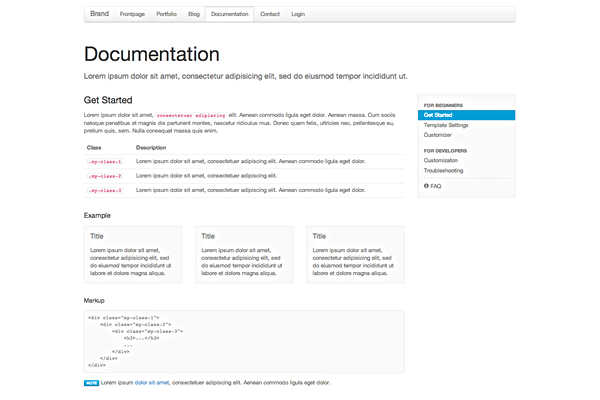 Brand Frontpage Portfolio Blog Documentation Contact Login
Documentation
Lorem ipsum dolor sit amet, consectetur adipisicing elit, sed do eiusmod tempor incididunt ut.
Get Started
Lorem ipsum dolor sit amet, consectetuer adipiscing elit. Aenean commodo ligula eget dolor. Aenean massa. Cum sociis
natoque penatibus et magnis dis parturient montes, nascetur ridiculus mus. Donec quam felis, ultricies nec, pellentesque eu,
pretium quis, sem. Nulla consequat massa quis enim.
Class Description
.my-class-1 Lorem ipsum dolor sit amet, consectetuer adipiscing elit. Aenean commodo ligula eget dolor.
.my-class-2 Lorem ipsum dolor sit amet, consectetuer adipiscing elit.
.my-class-3 Lorem ipsum dolor sit amet, consectetuer adipiscing elit. Aenean commodo ligula eget dolor.
Example
Title
Lorem ipsum dolor sit amet,
consectetur adipisicing elit, sed
do eiusmod tempor incididunt ut
labore et dolore magna aliqua.
Title
Lorem ipsum dolor sit amet,
consectetur adipisicing elit, sed
do eiusmod tempor incididunt ut
labore et dolore magna aliqua.
Title
Lorem ipsum dolor sit amet,
consectetur adipisicing elit, sed
do eiusmod tempor incididunt ut
labore et dolore magna aliqua.
Markup
<div class="my-class-1">
<div class="my-class-2">
<div class="my-class-3">
<h3>...</h3>
...
</div>
</div>
</div>
NOTE Lorem ipsum dolor sit amet, consectetuer adipiscing elit. Aenean commodo ligula eget dolor.
FOR BEGINNERS
Get Started
Template Settings
Customizer
FOR DEVELOPERS
Customization
Troubleshooting
FAQ